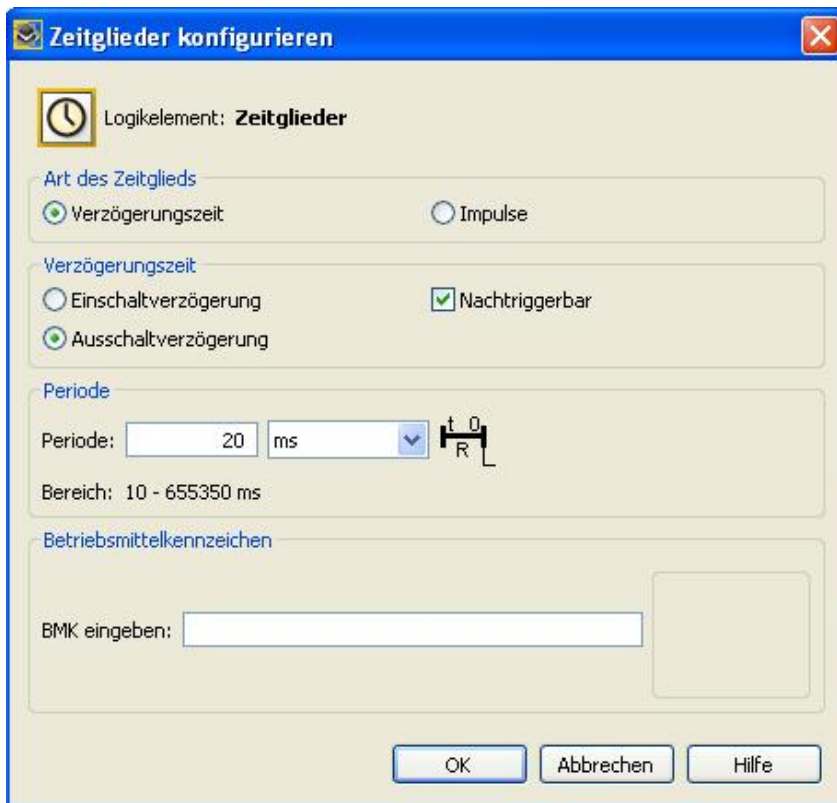 Zeitglieder konfigurieren
Logikelement: Zeitglieder
Art des Zeitglieds
Verzögerungszeit
Impulse
Verzögerungszeit
Einschaltverzögerung
Nachtriggerbar
Ausschaltverzögerung
Periode
Periode: 20 ms
t 0
R
Bereich: 10 - 655350 ms
Betriebsmittelkennzeichen
BMK eingeben:
OK Abbrechen Hilfe